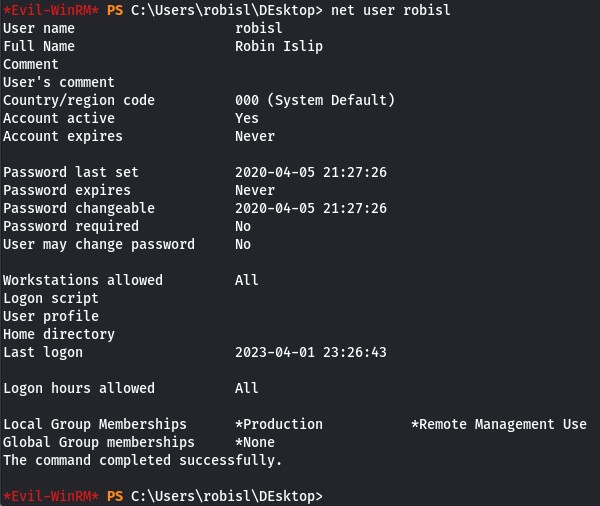 *Evil-WinRM* PS C:\Users\robisl\DEsktop> net user robisl
User name                    robisl
Full Name                    Robin Islip
Comment
User's comment
Country/region code          000 (System Default)
Account active               Yes
Account expires              Never

Password last set            2020-04-05 21:27:26
Password expires             Never
Password changeable          2020-04-05 21:27:26
Password required            No
User may change password     No

Workstations allowed         All
Logon script
User profile
Home directory
Last logon                   2023-04-01 23:26:43

Logon hours allowed          All

Local Group Memberships      *Production           *Remote Management Use
Global Group memberships     *None
The command completed successfully.

*Evil-WinRM* PS C:\Users\robisl\DEsktop>